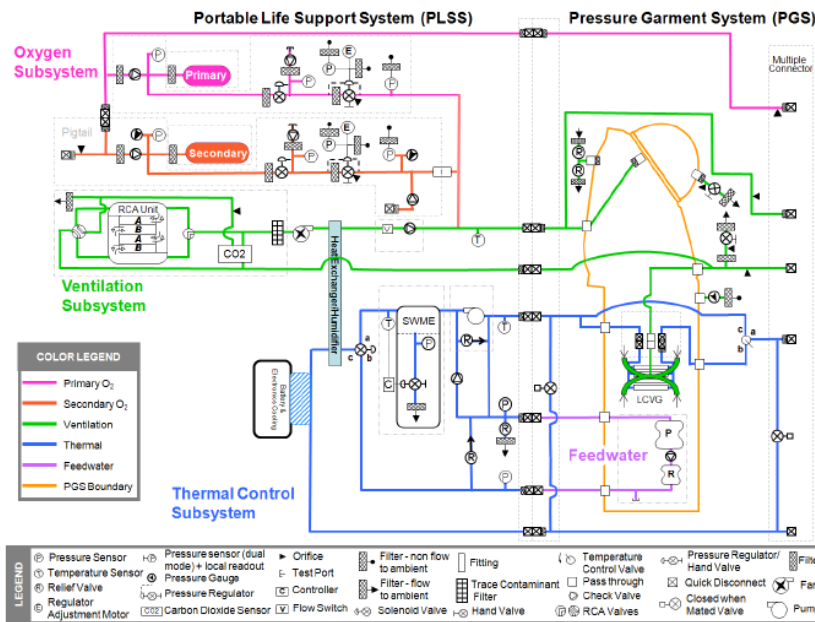 Portable Life Support System (PLSS)
Pressure Garment System (PGS)
Oxygen
Subsystem
Primary
Multiple
Connector
Pigtail
Secondary
RCA Unit
A
B
A
B
CO2
Ventilation
Subsystem
HeatExchanger/Humidifier
SWME
a
b
c
c
a
b
LCVG
COLOR LEGEND
Primary O₂
Secondary O₂
Ventilation
Thermal
Feedwater
PGS Boundary
Battery &
Electronics Cooling
Feedwater
P
R
Thermal Control
Subsystem
LEGEND
P Pressure Sensor
T Temperature Sensor
R Relief Valve
E Regulator
Adjustment Motor
Pressure sensor (dual
mode) + local readout
Pressure Gauge
Pressure Regulator
CO2 Carbon Dioxide Sensor
Orifice
Test Port
C Controller
V Flow Switch
Filter - non flow
to ambient
Filter - flow
to ambient
Solenoid Valve
Fitting
Trace Contaminant
Filter
Hand Valve
Temperature
Control Valve
Pass through
Check Valve
RCA Valves
Pressure Regulator/
Hand Valve
Quick Disconnect
Closed when
Mated Valve
Filte
Fan
Pump